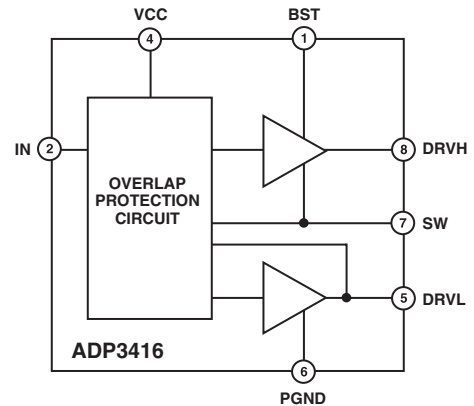 VCC
BST
4
1
IN
2
8
DRVH
OVERLAP
PROTECTION
CIRCUIT
7
SW
5
DRVL
ADP3416
6
PGND